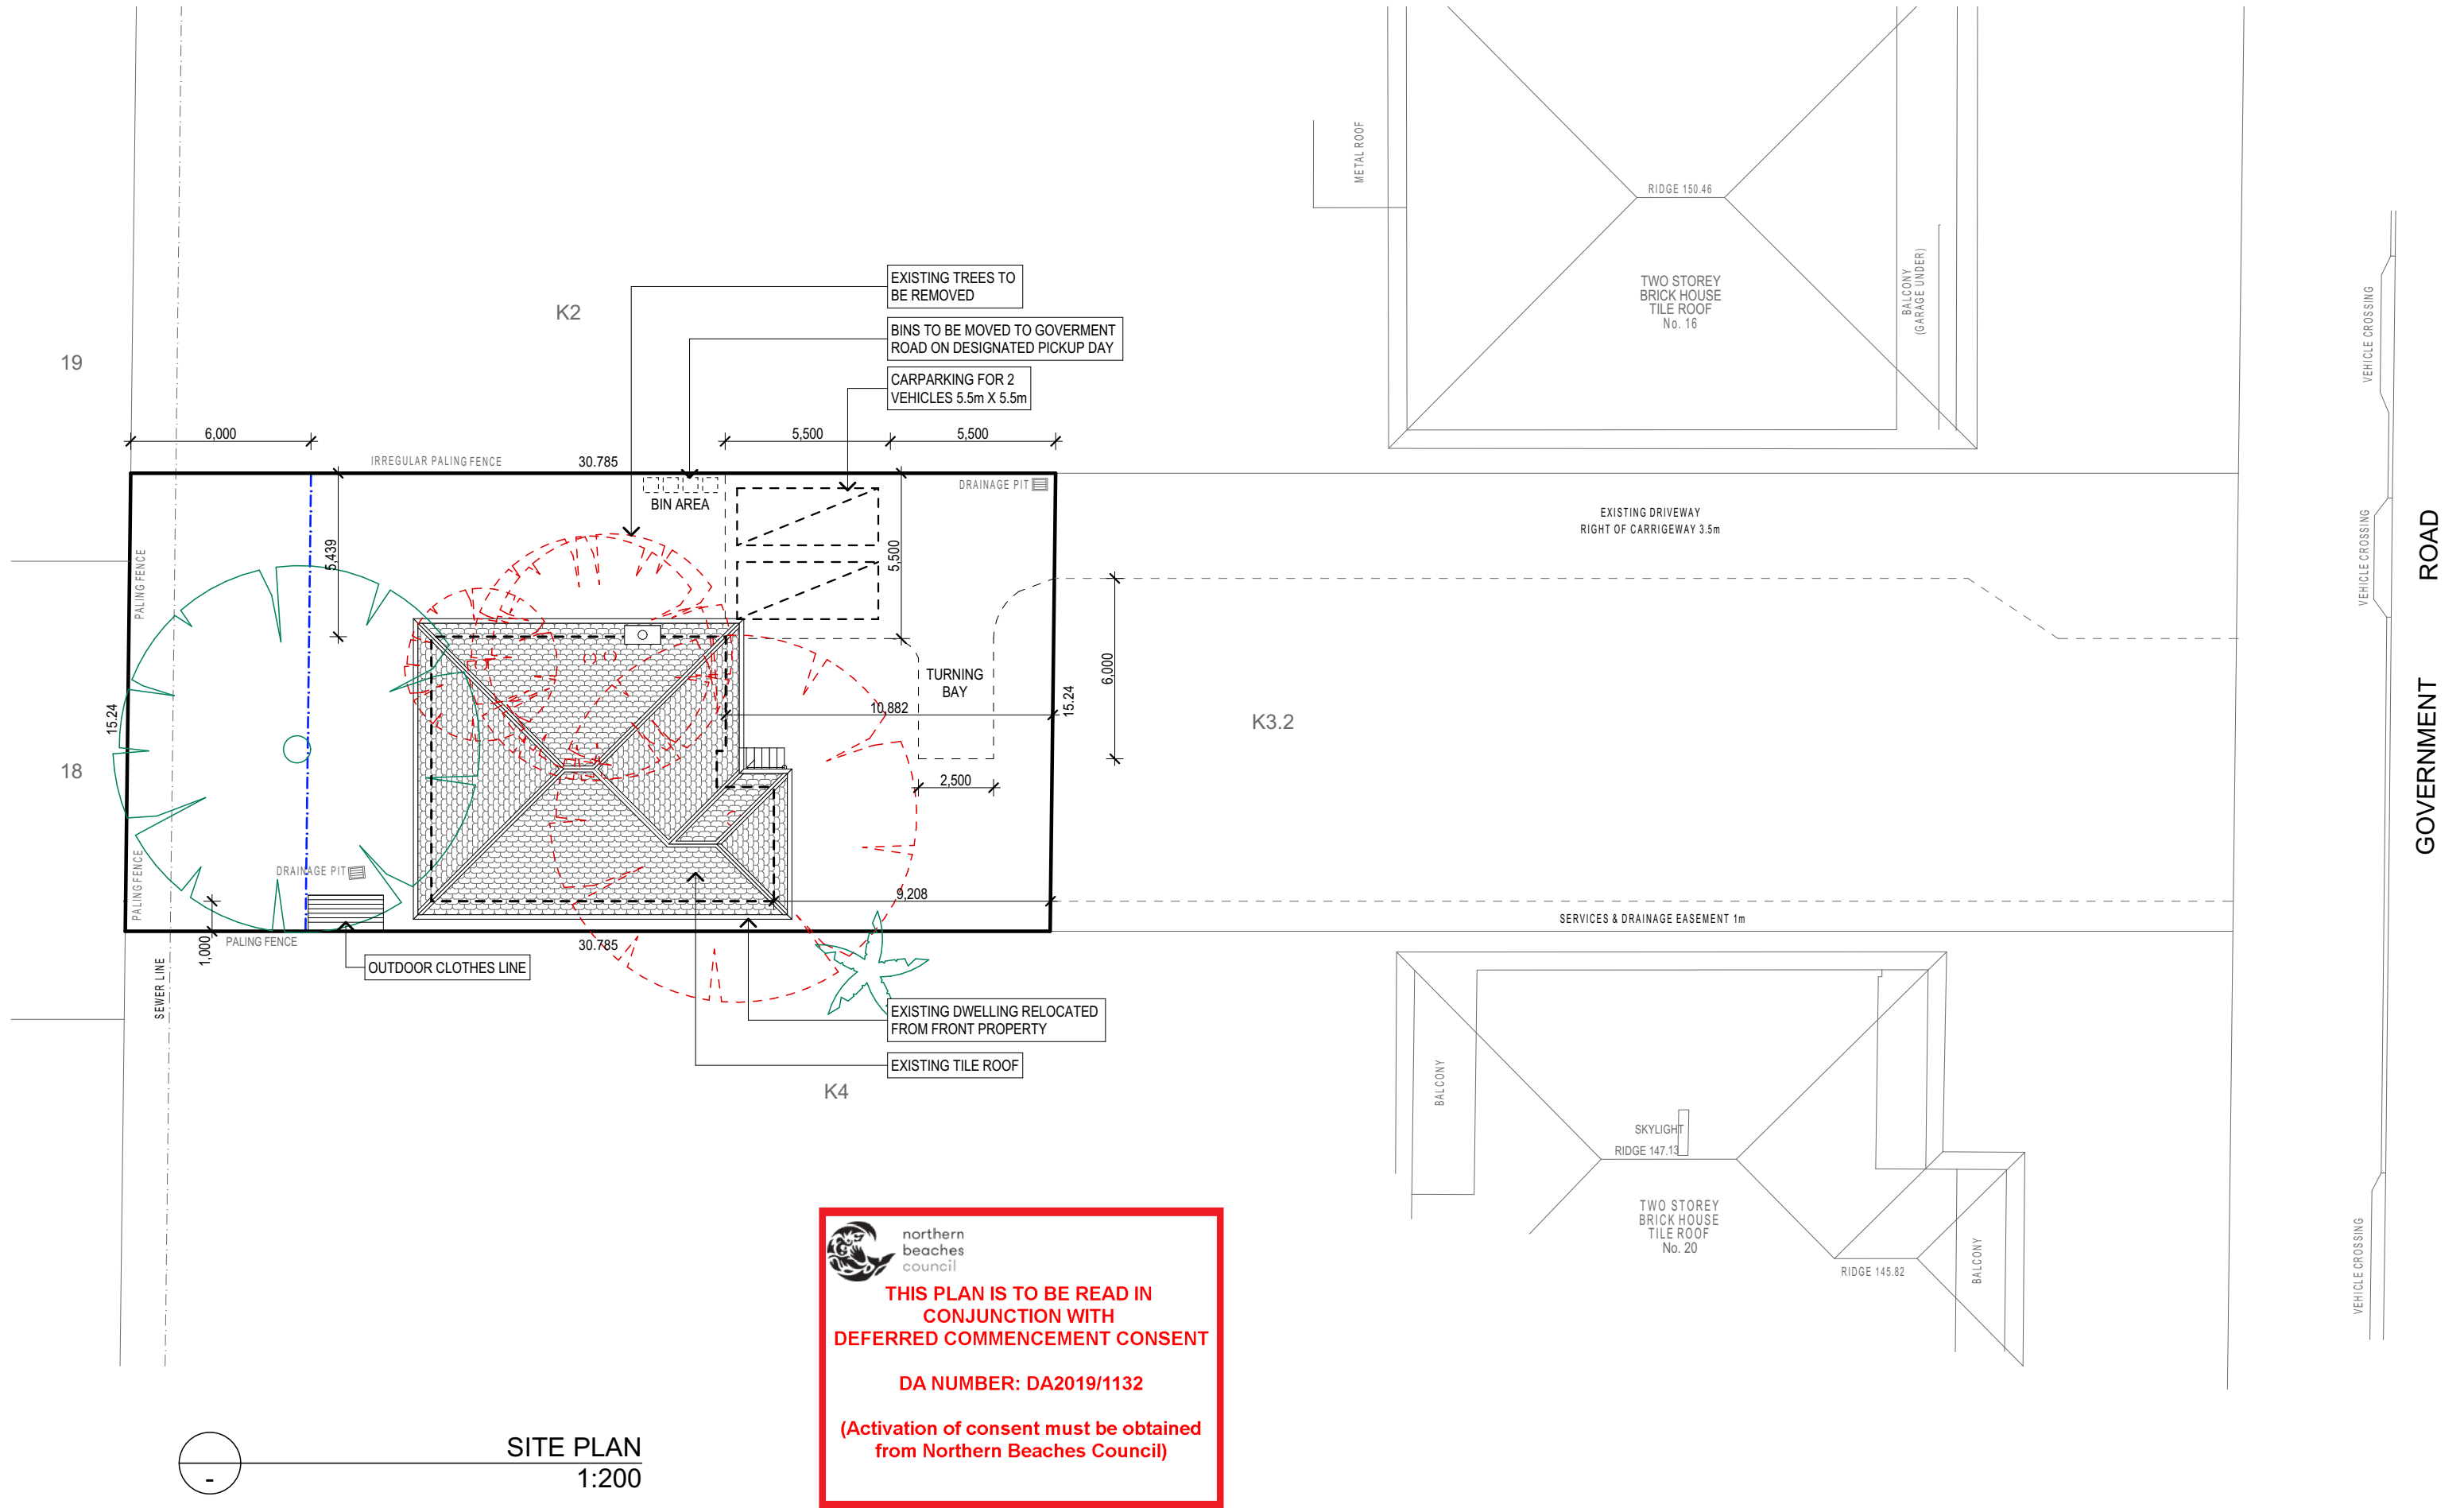 METAL ROOF
RIDGE 150.46
TWO STOREY
BRICK HOUSE
TILE ROOF
No. 16
BALCONY
(GARAGE UNDER)
VEHICLE CROSSING
EXISTING TREES TO
BE REMOVED
K2
BINS TO BE MOVED TO GOVERMENT
ROAD ON DESIGNATED PICKUP DAY
19
CARPARKING FOR 2
VEHICLES 5.5m X 5.5m
6,000
5,500
5,500
IRREGULAR PALING FENCE
30.785
BIN AREA
DRAINAGE PIT
EXISTING DRIVEWAY
RIGHT OF CARRIGEWAY 3.5m
VEHICLE CROSSING
ROAD
PALING FENCE
5,439
5,500
TURNING
BAY
6,000
15.24
10.882
15.24
K3.2
18
2,500
GOVERNMENT
DRAINAGE PIT
PALING FENCE
9,208
SERVICES & DRAINAGE EASEMENT 1m
1,000
PALING FENCE
30.785
OUTDOOR CLOTHES LINE
SEWER LINE
EXISTING DWELLING RELOCATED
FROM FRONT PROPERTY
EXISTING TILE ROOF
K4
BALCONY
SKYLIGHT
RIDGE 147.13
TWO STOREY
BRICK HOUSE
TILE ROOF
No. 20
RIDGE 145.82
BALCONY
VEHICLE CROSSING
northern
beaches
council
THIS PLAN IS TO BE READ IN
CONJUNCTION WITH
DEFERRED COMMENCEMENT CONSENT
DA NUMBER: DA2019/1132
(Activation of consent must be obtained
from Northern Beaches Council)
SITE PLAN
1:200
-